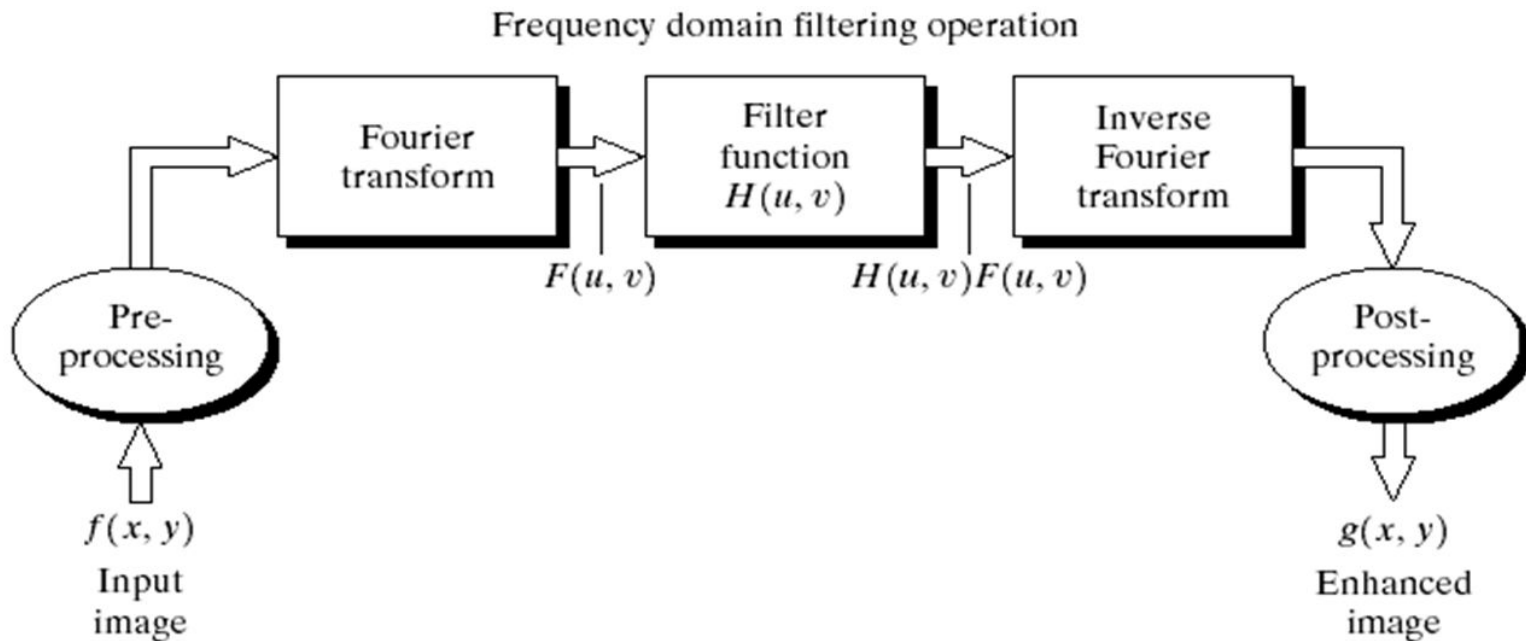 Frequency domain filtering operation
Fourier
transform
Filter
function
H(u, v)
Inverse
Fourier
transform
F(u, v)
H(u, v)F(u, v)
Pre-
processing
Post-
processing
f(x, y)
Input
image
g(x, y)
Enhanced
image